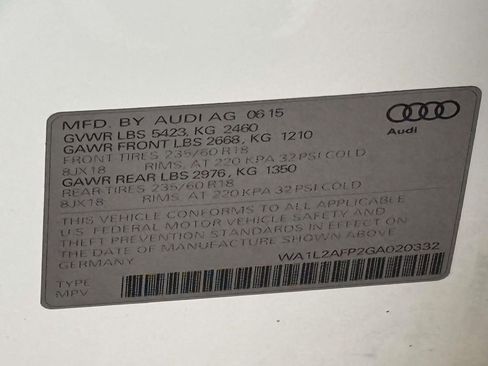 MFD. BY AUDI AG 06 15
GVWR LBS 5423, KG 2460
GAWR FRONT LBS 2668, KG 1210
FRONT TIRES 235/60 R18
8JX18 RIMS, AT 220 KPA 32 PSI COLD
GAWR REAR LBS 2976, KG 1350
REAR TIRES 235/60 R18
8JX18 RIMS, AT 220 KPA 32 PSI COLD
THIS VEHICLE CONFORMS TO ALL APPLICABLE
U.S. FEDERAL MOTOR VEHICLE SAFETY AND
THEFT PREVENTION STANDARDS IN EFFECT ON
THE DATE OF MANUFACTURE SHOWN ABOVE
GERMANY
WA1L2AFP2GA020332
TYPE
MPV
Audi